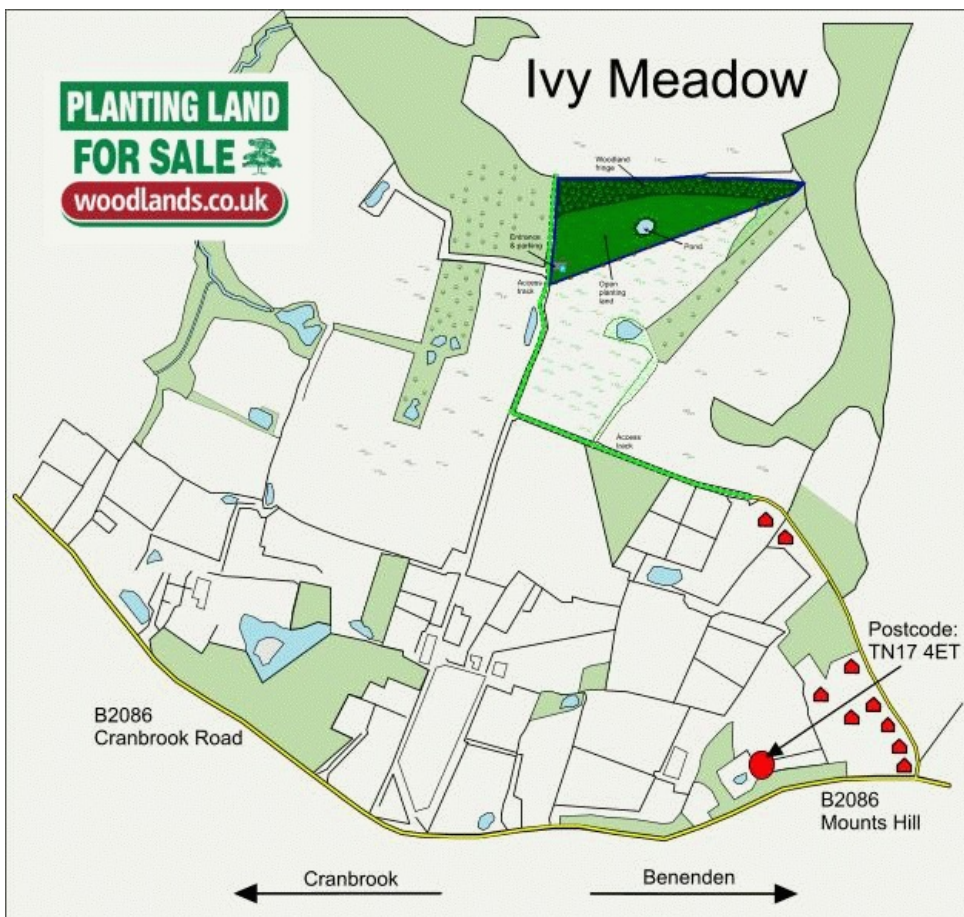 Ivy Meadow
PLANTING LAND
FOR SALE
woodlands.co.uk
Woodland
fringe
Entrance
& parking
Pond
Access
track
Open
planting
land
Access
track
Postcode:
TN17 4ET
B2086
Cranbrook Road
B2086
Mounts Hill
Cranbrook
Benenden